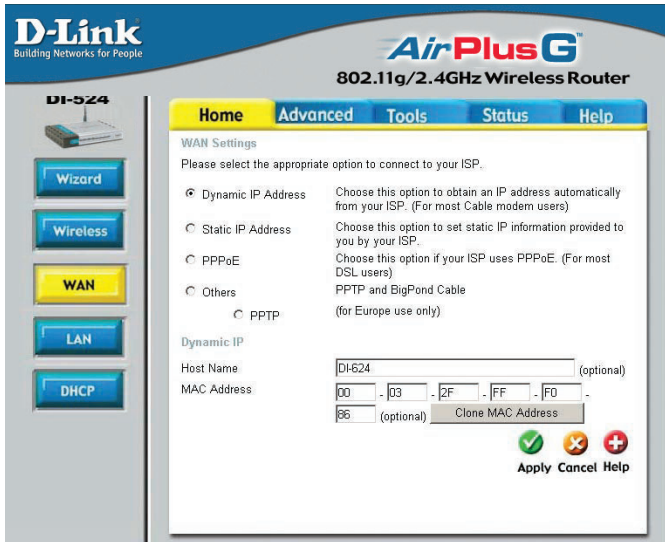 D-Link
Building Networks for People
AirPlus G™
802.11g/2.4GHz Wireless Router
DI-524
Home Advanced Tools Status Help
Wizard
Wireless
WAN
LAN
DHCP
WAN Settings
Please select the appropriate option to connect to your ISP.
Dynamic IP Address Choose this option to obtain an IP address automatically
from your ISP. (For most Cable modem users)
Static IP Address Choose this option to set static IP information provided to
you by your ISP.
PPPoE Choose this option if your ISP uses PPPoE. (For most
DSL users)
Others PPTP and BigPond Cable
PPTP (for Europe use only)
Dynamic IP
Host Name DI-624 (optional)
MAC Address 00 - 03 - 2F - FF - F0 -
86 (optional) Clone MAC Address
Apply Cancel Help